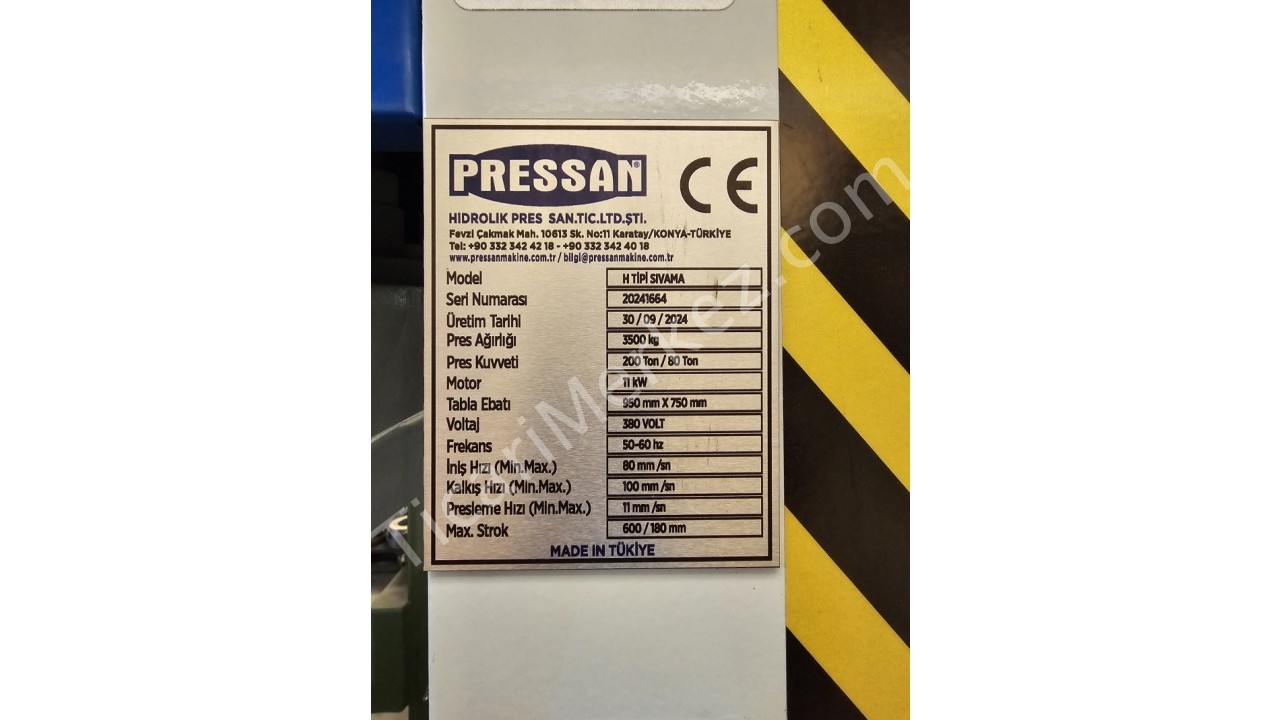 PRESSAN®
CE
HIDROLIK PRES SAN.TIC.LTD.ŞTI.
Fevzi Çakmak Mah. 10613 Sk. No:11 Karatay/KONYA-TÜRKİYE
Tel: +90 332 342 42 18 - +90 332 342 40 18
www.pressanmakine.com.tr / bilgi@pressanmakine.com.tr
Model H TİPİ SIVAMA
Seri Numarası 20241664
Üretim Tarihi 30 / 09 / 2024
Pres Ağırlığı 3500 kg
Pres Kuvveti 200 Ton / 80 Ton
Motor 11 kW
Tabla Ebatı 950 mm X 750 mm
Voltaj 380 VOLT
Frekans 50-60 hz
İniş Hızı (Min.Max.) 80 mm /sn
Kalkış Hızı (Min.Max.) 100 mm /sn
Presleme Hızı (Min.Max.) 11 mm /sn
Max. Strok 600 / 180 mm
MADE IN TÜKİYE
TicariMerkez.com